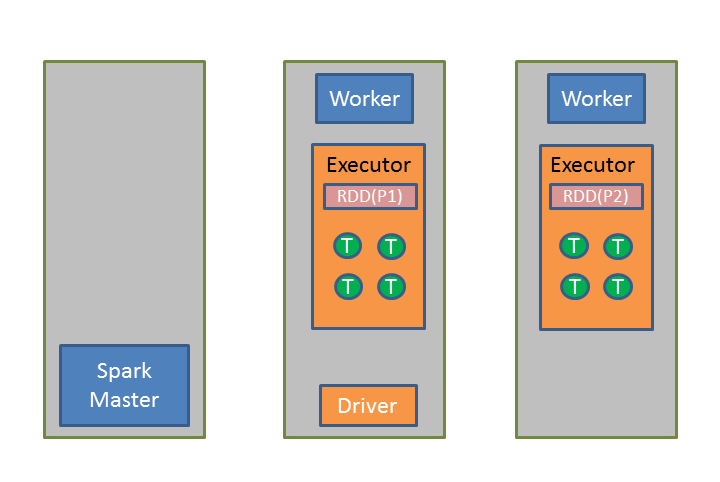 Spark
Master
Worker
Executor
RDD(P1)
T T
T T
Driver
Worker
Executor
RDD(P2)
T T
T T